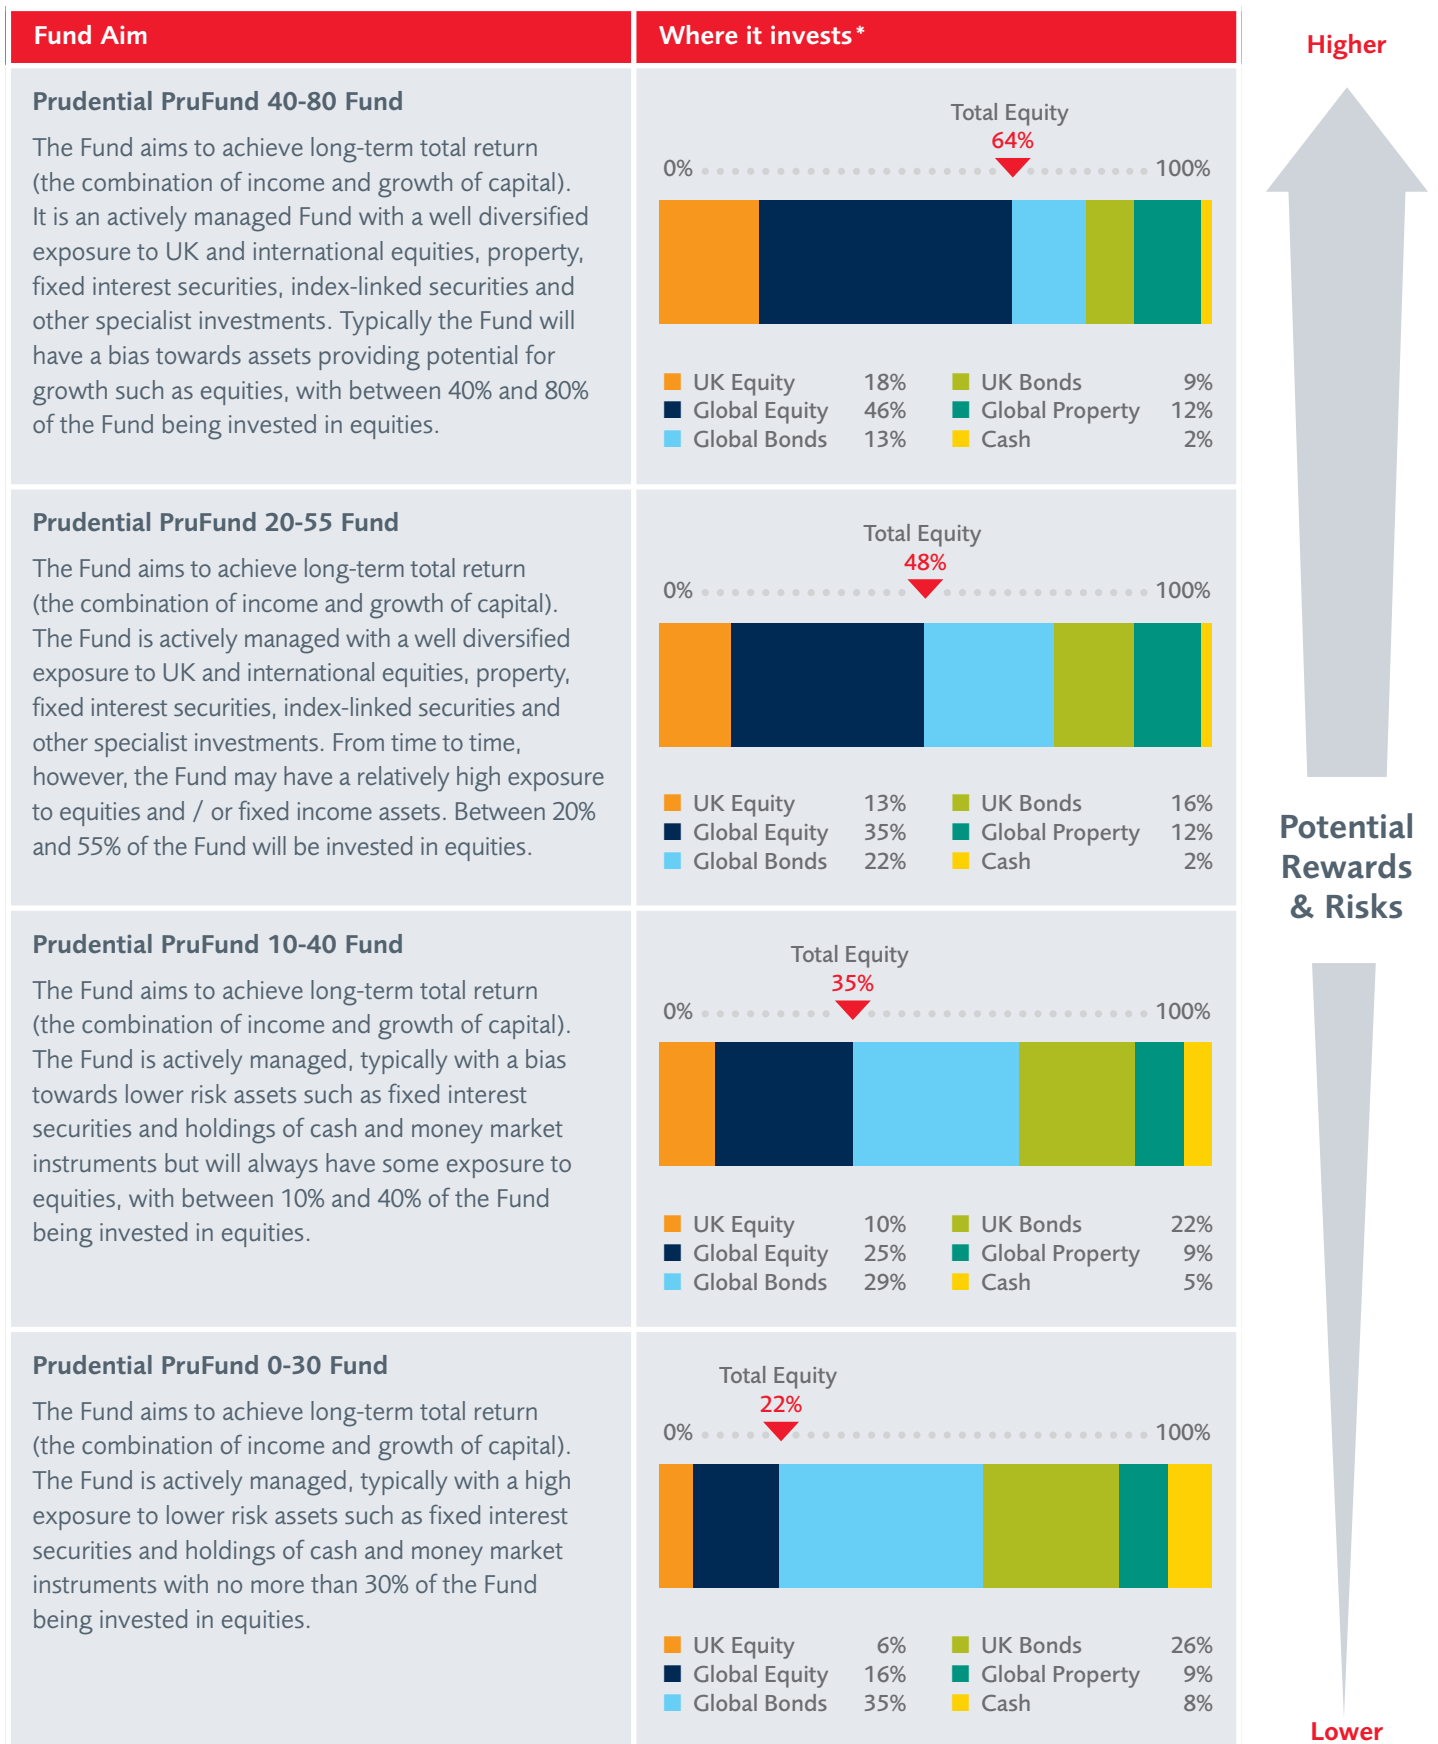 Fund Aim
Where it invests*
Higher
Prudential PruFund 40-80 Fund
The Fund aims to achieve long-term total return
(the combination of income and growth of capital).
It is an actively managed Fund with a well diversified
exposure to UK and international equities, property,
fixed interest securities, index-linked securities and
other specialist investments. Typically the Fund will
have a bias towards assets providing potential for
growth such as equities, with between 40% and 80%
of the Fund being invested in equities.
Total Equity
64%
0% 100%
UK Equity 18% UK Bonds 9%
Global Equity 46% Global Property 12%
Global Bonds 13% Cash 2%
Prudential PruFund 20-55 Fund
The Fund aims to achieve long-term total return
(the combination of income and growth of capital).
The Fund is actively managed with a well diversified
exposure to UK and international equities, property,
fixed interest securities, index-linked securities and
other specialist investments. From time to time,
however, the Fund may have a relatively high exposure
to equities and / or fixed income assets. Between 20%
and 55% of the Fund will be invested in equities.
Total Equity
48%
0% 100%
UK Equity 13% UK Bonds 16%
Global Equity 35% Global Property 12%
Global Bonds 22% Cash 2%
Potential
Rewards
& Risks
Prudential PruFund 10-40 Fund
The Fund aims to achieve long-term total return
(the combination of income and growth of capital).
The Fund is actively managed, typically with a bias
towards lower risk assets such as fixed interest
securities and holdings of cash and money market
instruments but will always have some exposure to
equities, with between 10% and 40% of the Fund
being invested in equities.
Total Equity
35%
0% 100%
UK Equity 10% UK Bonds 22%
Global Equity 25% Global Property 9%
Global Bonds 29% Cash 5%
Prudential PruFund 0-30 Fund
The Fund aims to achieve long-term total return
(the combination of income and growth of capital).
The Fund is actively managed, typically with a high
exposure to lower risk assets such as fixed interest
securities and holdings of cash and money market
instruments with no more than 30% of the Fund
being invested in equities.
Total Equity
22%
0% 100%
UK Equity 6% UK Bonds 26%
Global Equity 16% Global Property 9%
Global Bonds 35% Cash 8%
Lower